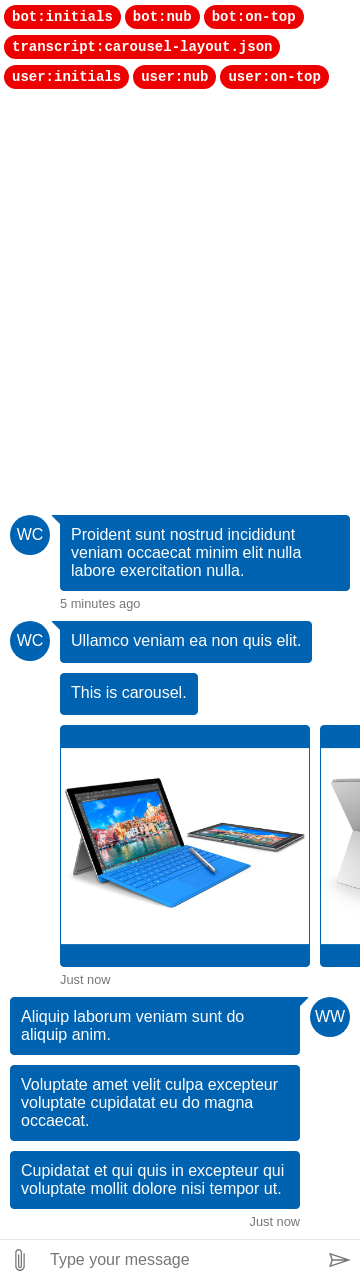 bot:initials bot:nub bot:on-top
transcript:carousel-layout.json
user:initials user:nub user:on-top
WC
Proident sunt nostrud incididunt
veniam occaecat minim elit nulla
labore exercitation nulla.
5 minutes ago
WC
Ullamco veniam ea non quis elit.
This is carousel.
Just now
Aliquip laborum veniam sunt do
aliquip anim.
WW
Voluptate amet velit culpa excepteur
voluptate cupidatat eu do magna
occaecat.
Cupidatat et qui quis in excepteur qui
voluptate mollit dolore nisi tempor ut.
Just now
Type your message